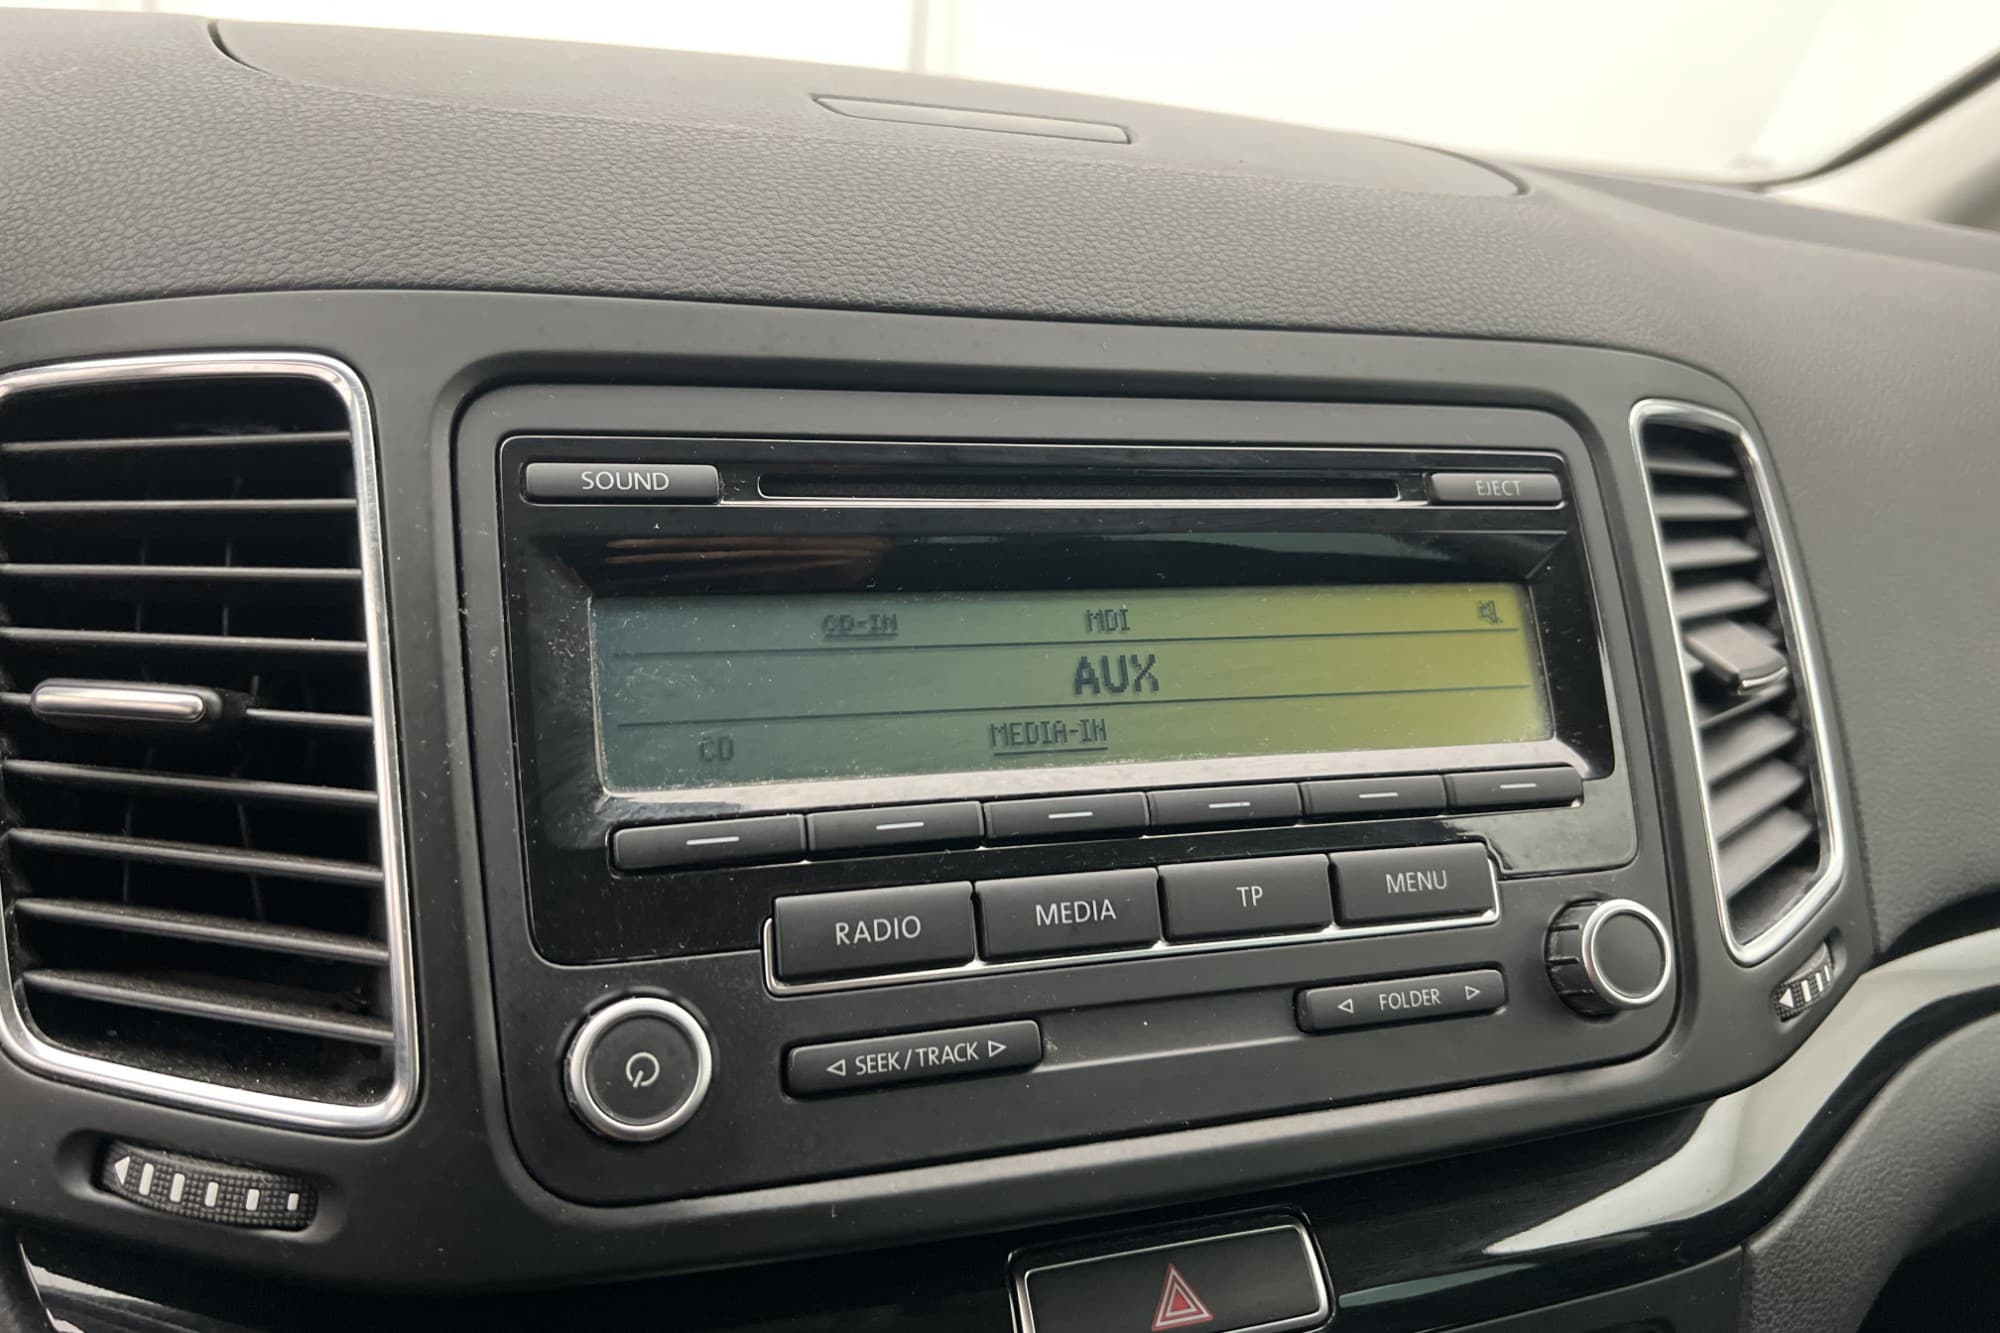 SOUND EJECT
CD-IN MDI
AUX
CD MEDIA-IN
RADIO MEDIA TP MENU
SEEK/TRACK FOLDER